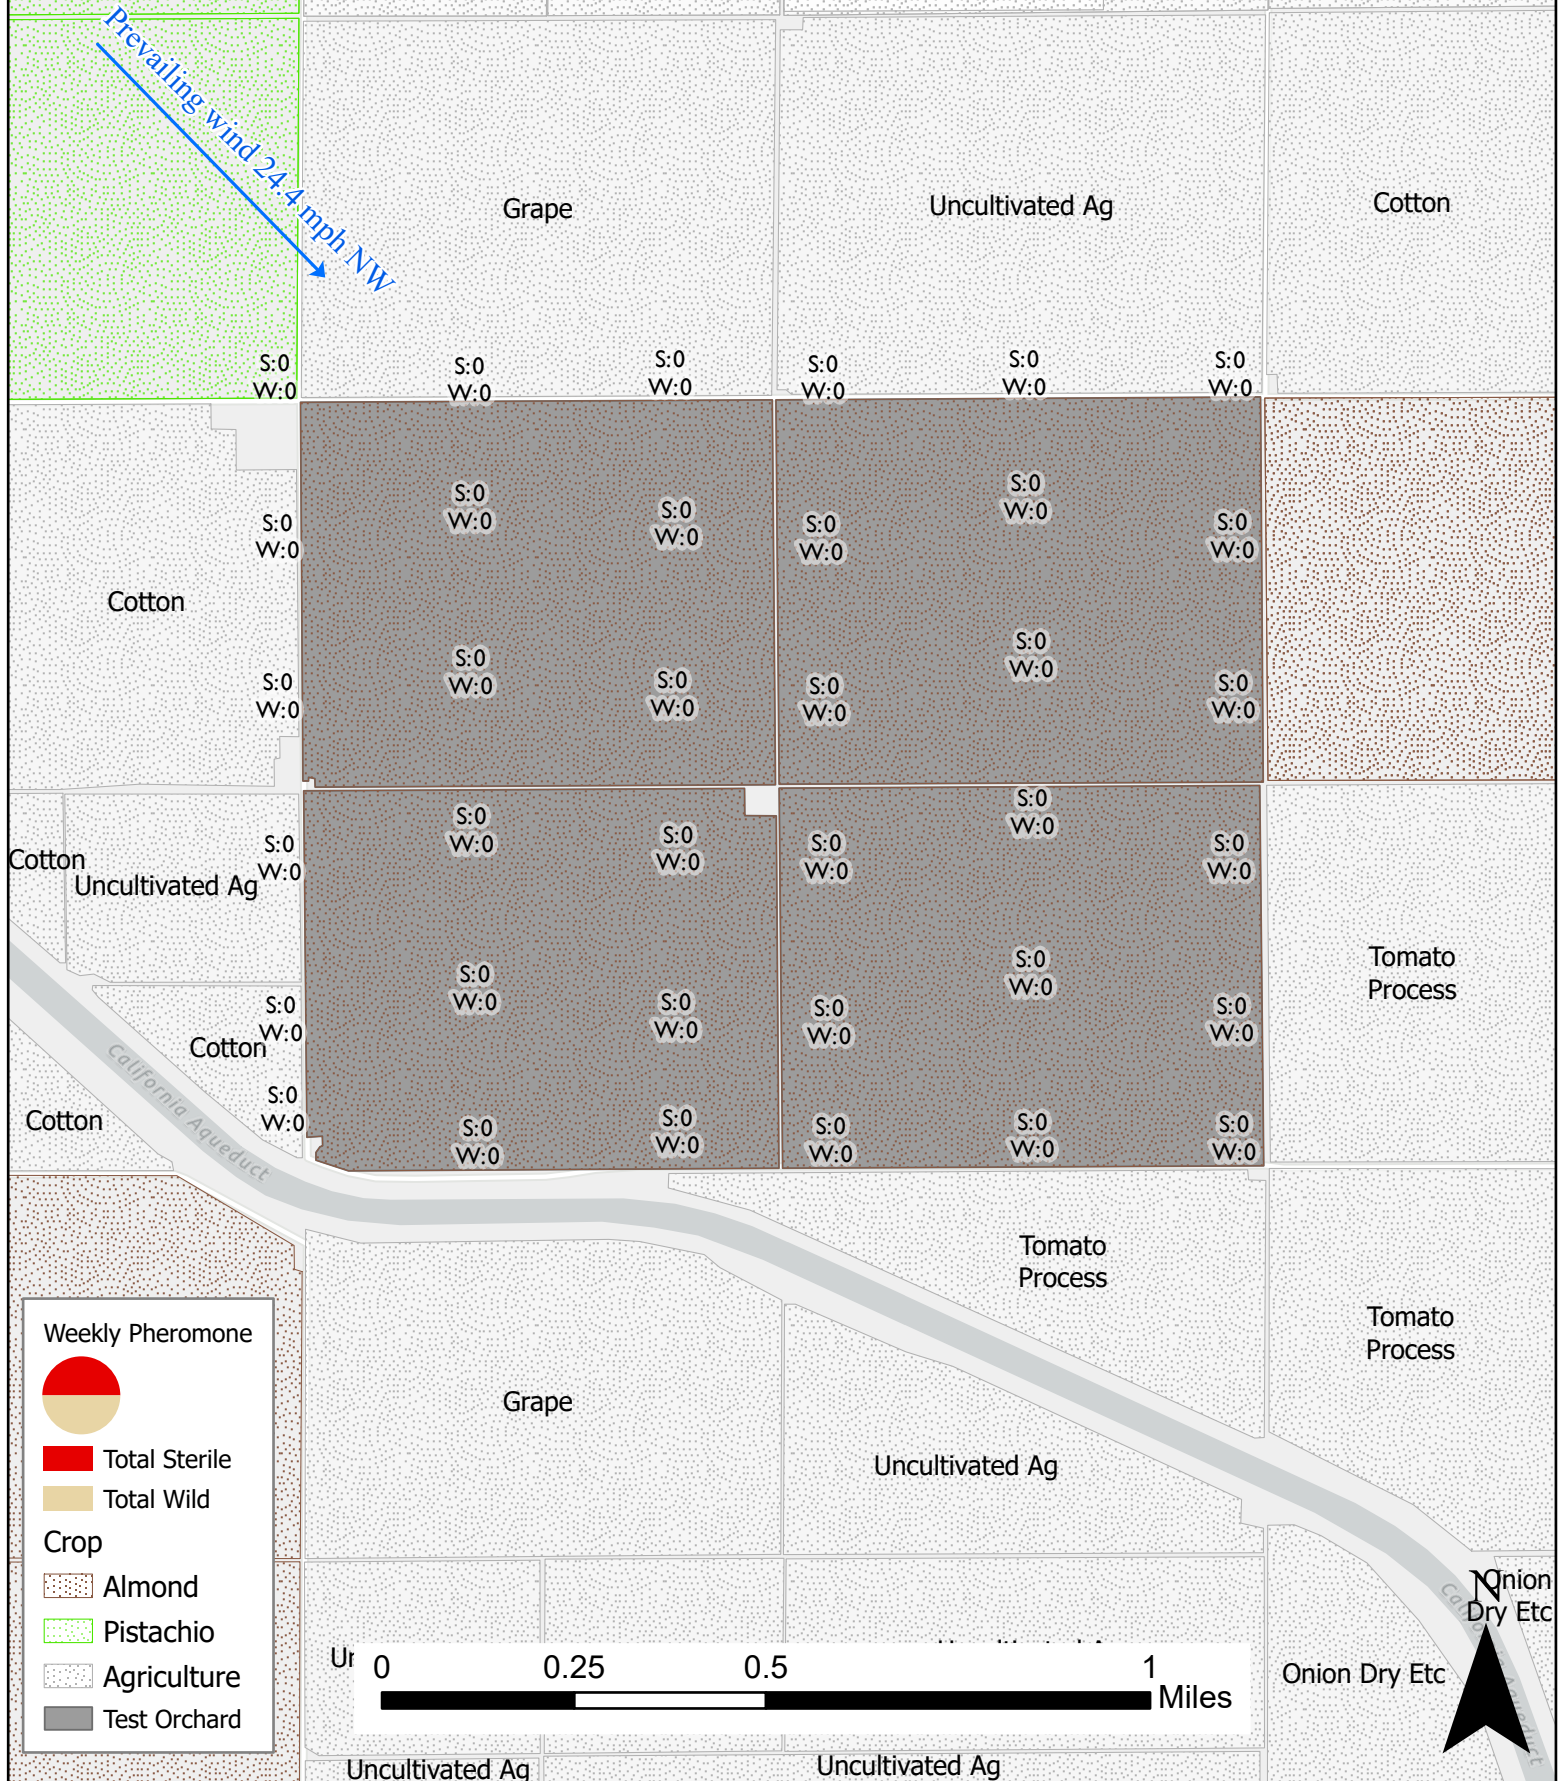 Prevailing wind 24.4 mph NW
Grape
Uncultivated Ag
Cotton
S:0
W:0
S:0
W:0
S:0
W:0
S:0
W:0
S:0
W:0
S:0
W:0
S:0
W:0
S:0
W:0
S:0
W:0
S:0
W:0
S:0
W:0
S:0
W:0
Cotton
S:0
W:0
S:0
W:0
S:0
W:0
S:0
W:0
S:0
W:0
S:0
W:0
Cotton
Uncultivated Ag
S:0
W:0
S:0
W:0
S:0
W:0
S:0
W:0
S:0
W:0
S:0
W:0
Tomato
Process
Cotton
S:0
W:0
S:0
W:0
S:0
W:0
S:0
W:0
S:0
W:0
S:0
W:0
California Aqueduct
Cotton
S:0
W:0
S:0
W:0
S:0
W:0
S:0
W:0
S:0
W:0
S:0
W:0
Tomato
Process
Tomato
Process
Grape
Uncultivated Ag
Weekly Pheromone
Total Sterile
Total Wild
Crop
Almond
Pistachio
Agriculture
Test Orchard
0 0.25 0.5 1
Miles
Onion
Dry Etc
N
Onion Dry Etc
Uncultivated Ag
Uncultivated Ag